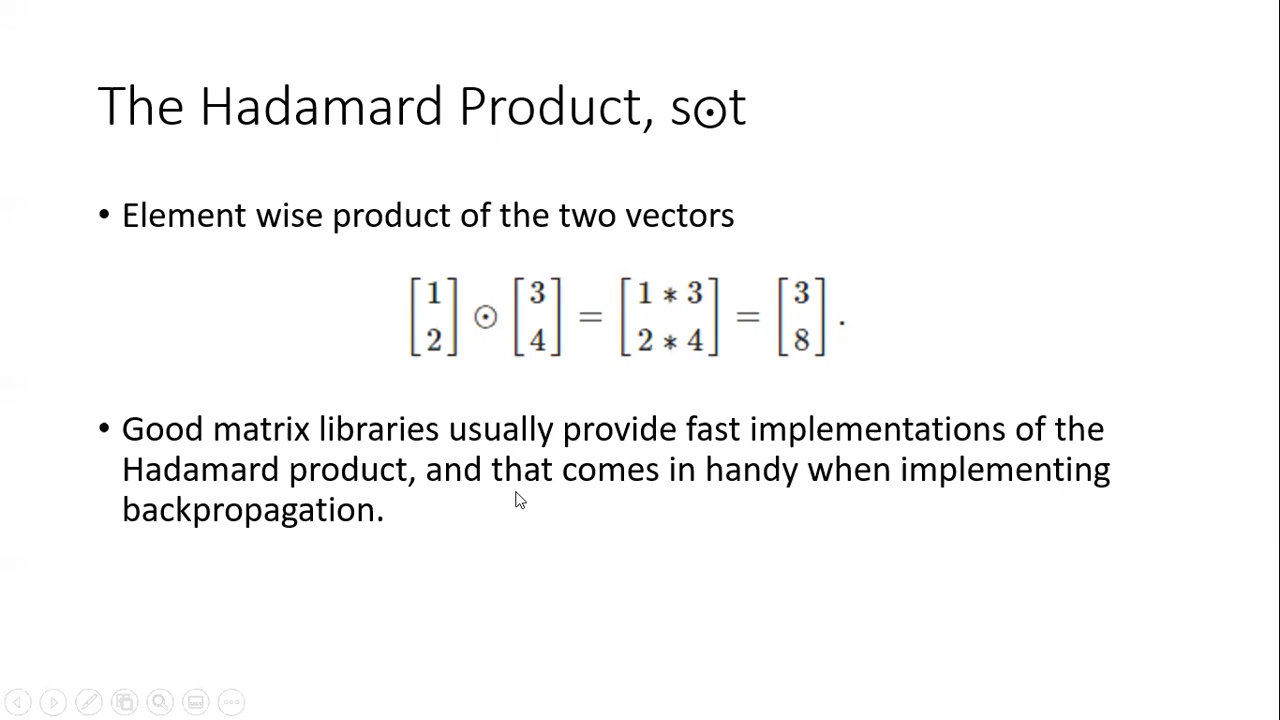 The Hadamard Product, s⊙t
• Element wise product of the two vectors
[1 2] ⊙ [3 4] = [1 * 3 2 * 4] = [3 8] .
• Good matrix libraries usually provide fast implementations of the
Hadamard product, and that comes in handy when implementing
backpropagation.